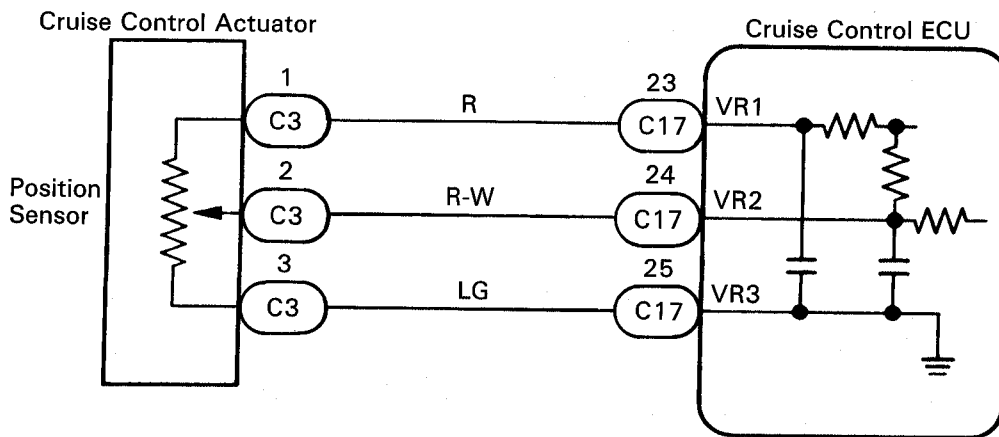 Cruise Control Actuator
Cruise Control ECU
1
C3
R
23
C17
VR1
Position
Sensor
2
C3
R-W
24
C17
VR2
3
C3
LG
25
C17
VR3